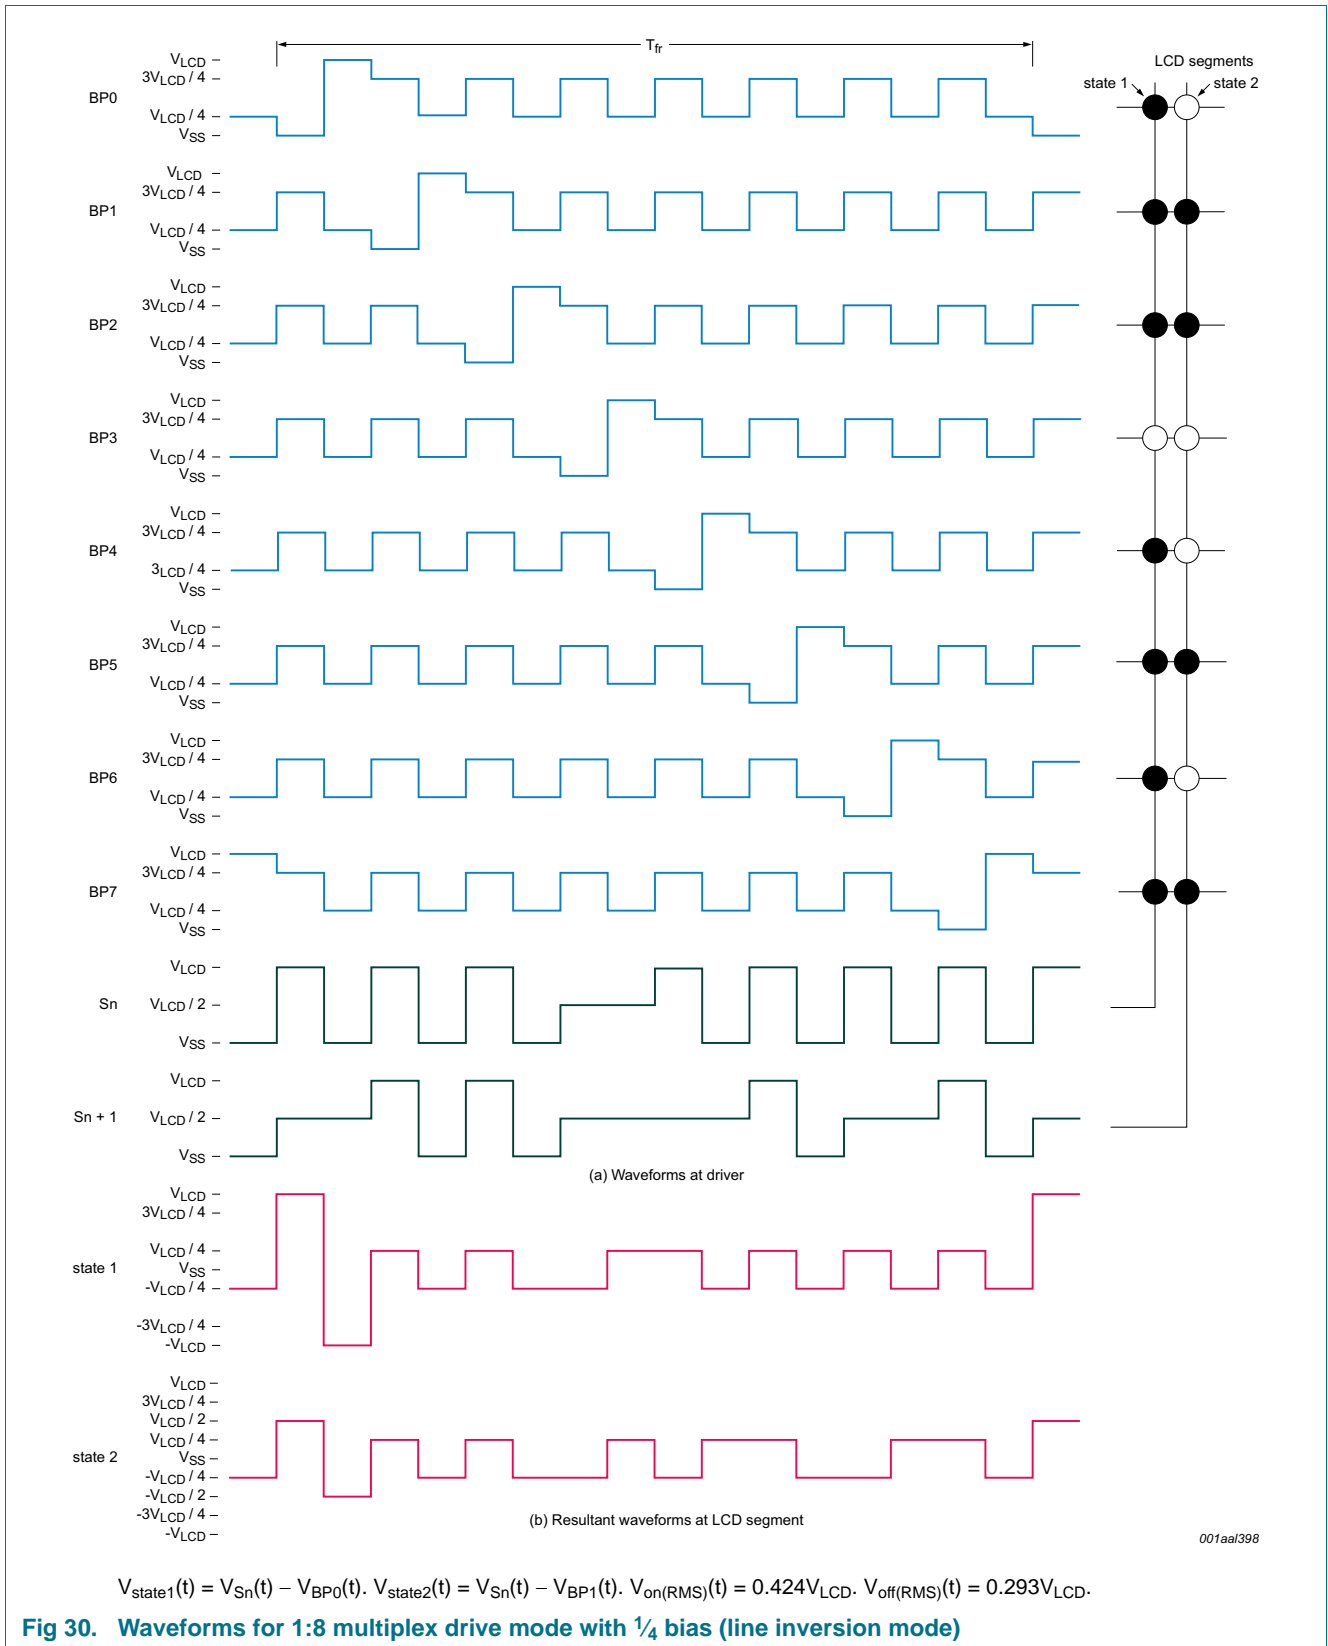 Tfr
LCD segments
state 1
state 2
VLCD
3VLCD / 4
BP0
VLCD / 4
VSS
VLCD
3VLCD / 4
BP1
VLCD / 4
VSS
VLCD
3VLCD / 4
BP2
VLCD / 4
VSS
VLCD
3VLCD / 4
BP3
VLCD / 4
VSS
VLCD
3VLCD / 4
BP4
3LCD / 4
VSS
VLCD
3VLCD / 4
BP5
VLCD / 4
VSS
VLCD
3VLCD / 4
BP6
VLCD / 4
VSS
VLCD
3VLCD / 4
BP7
VLCD / 4
VSS
VLCD
Sn
VLCD / 2
VSS
VLCD
Sn + 1
VLCD / 2
VSS
(a) Waveforms at driver
VLCD
3VLCD / 4
VLCD / 4
state 1
VSS
-VLCD / 4
-3VLCD / 4
-VLCD
VLCD
3VLCD / 4
VLCD / 2
VLCD / 4
state 2
VSS
-VLCD / 4
-VLCD / 2
-3VLCD / 4
-VLCD
(b) Resultant waveforms at LCD segment
001aal398
Vstate1(t) = VSn(t) − VBP0(t). Vstate2(t) = VSn(t) − VBP1(t). Von(RMS)(t) = 0.424VLCD. Voff(RMS)(t) = 0.293VLCD.
Fig 30. Waveforms for 1:8 multiplex drive mode with 1⁄4 bias (line inversion mode)